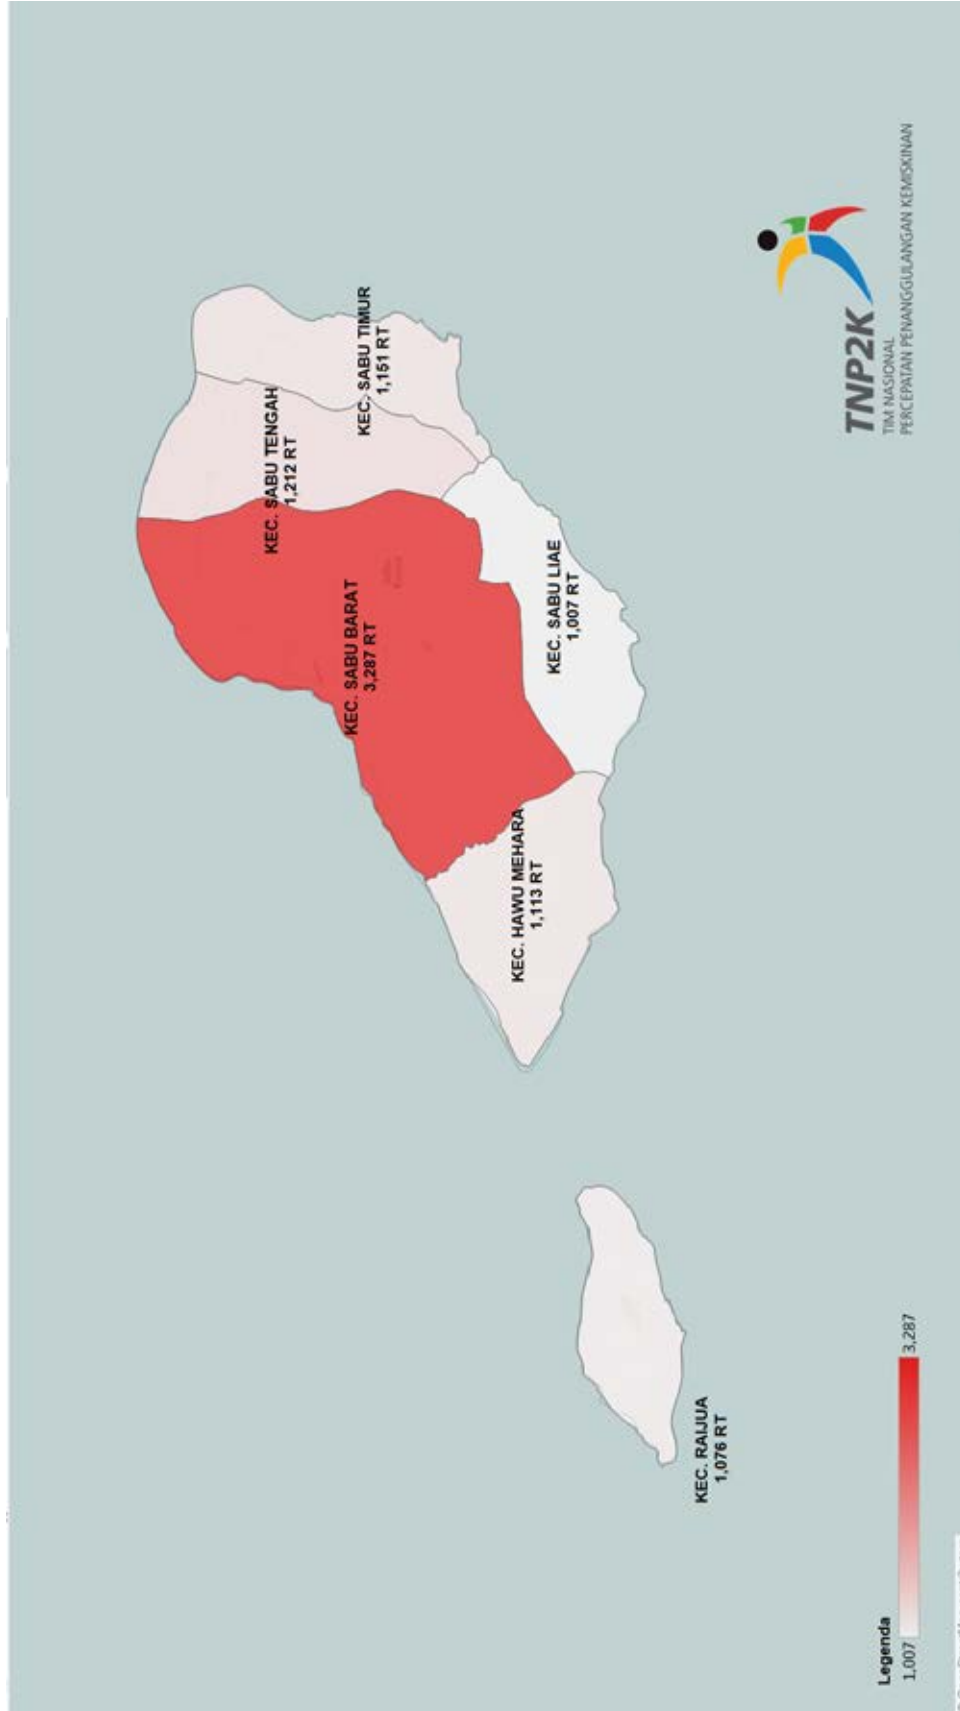 KEC. SABU TENGAH
1,212 RT
KEC. SABU TIMUR
1,151 RT
KEC. SABU BARAT
3,287 RT
KEC. SABU LIAE
1,007 RT
KEC. HAWU MEHARA
1,113 RT
KEC. RAIJUA
1,076 RT
Legenda
1,007
3,287
TNP2K
TIM NASIONAL
PERCEPATAN PENANGGULANGAN KEMISKINAN